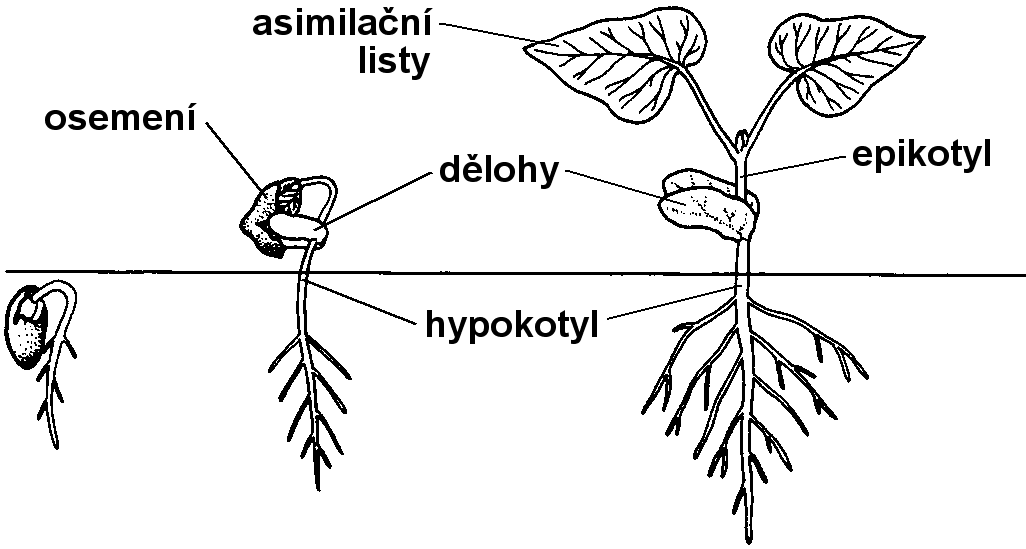 asimilační
listy
osemení
dělohy
epikotyl
hypokotyl